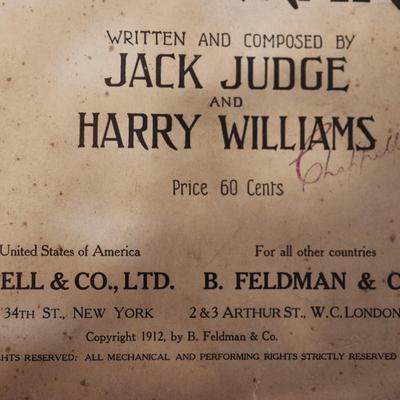 WRITTEN AND COMPOSED BY
JACK JUDGE
AND
HARRY WILLIAMS
Chappell
Price 60 Cents
United States of America
For all other countries
ELL & CO., LTD.
B. FELDMAN & C
34TH ST., NEW YORK
2 & 3 ARTHUR ST., W.C. LONDON
Copyright 1912, by B. Feldman & Co.
HTS RESERVED: ALL MECHANICAL AND PERFORMING RIGHTS STRICTLY RESERVED